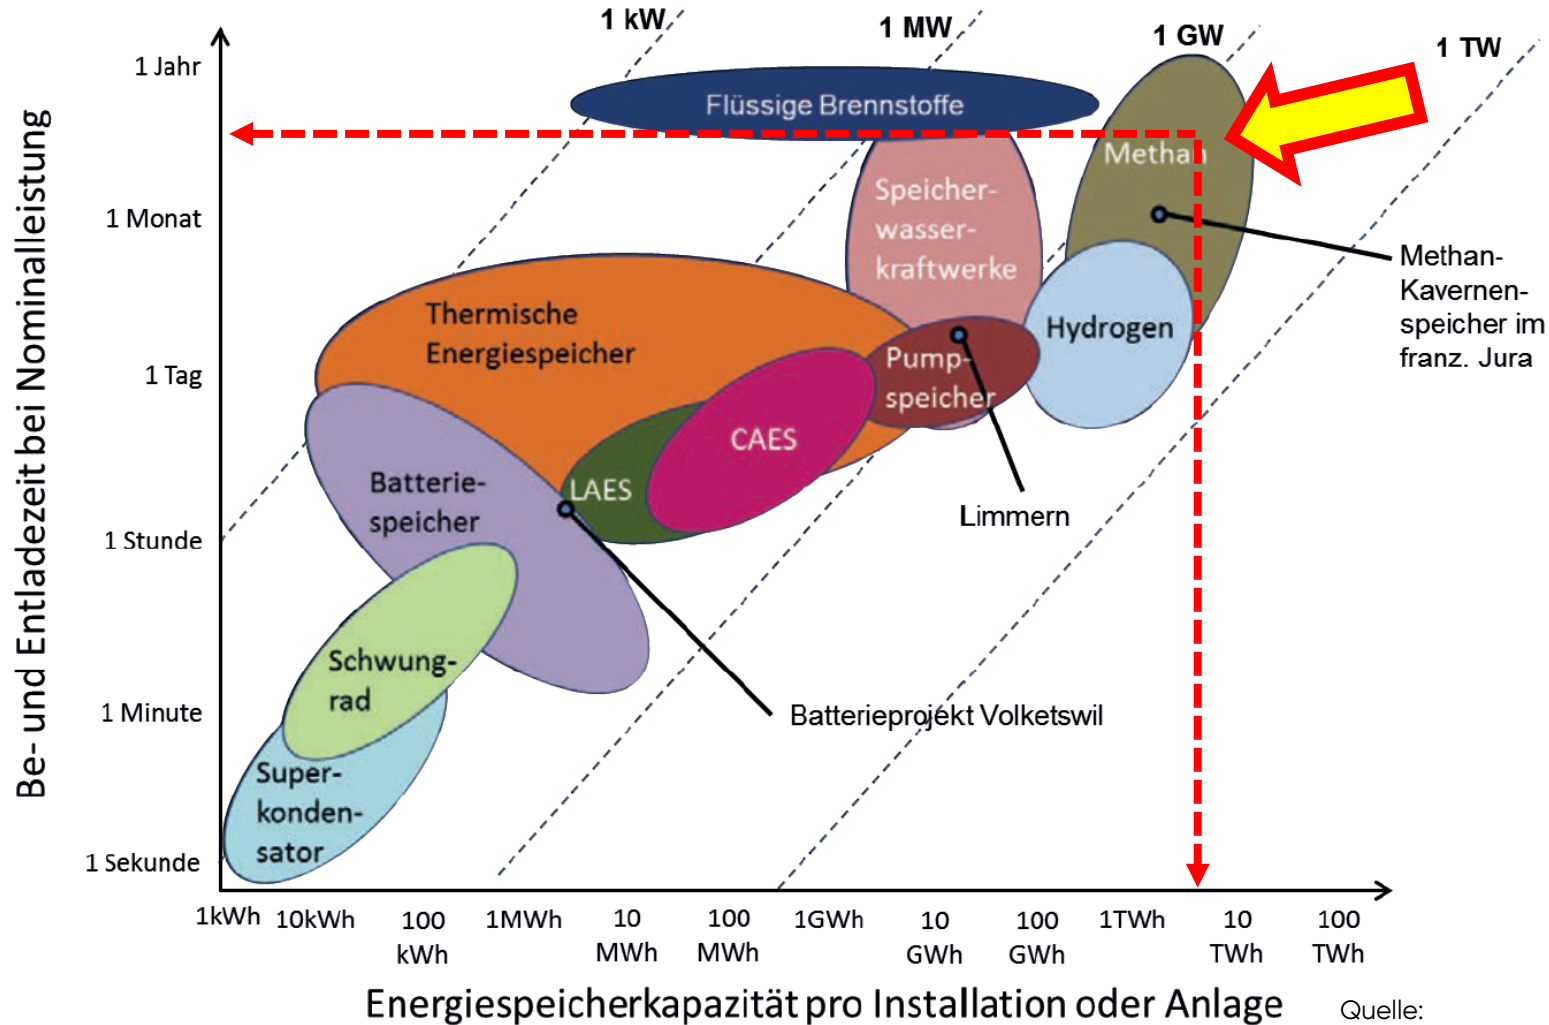 1 kW
1 MW
1 GW
1 TW
Be- und Entladezeit bei Nominalleistung
1 Jahr
1 Monat
1 Tag
1 Stunde
1 Minute
1 Sekunde
Flüssige Brennstoffe
Methan
Speicher-
wasser-
kraftwerke
Methan-
Kavernen-
speicher im
franz. Jura
Thermische
Energiespeicher
Hydrogen
Pump-
speicher
CAES
LAES
Limmern
Batterie-
speicher
Batterieprojekt Volketswil
Schwung-
rad
Super-
konden-
sator
1kWh
10kWh
100
kWh
1MWh
10
MWh
100
MWh
1GWh
10
GWh
100
GWh
1TWh
10
TWh
100
TWh
Energiespeicherkapazität pro Installation oder Anlage
Quelle: